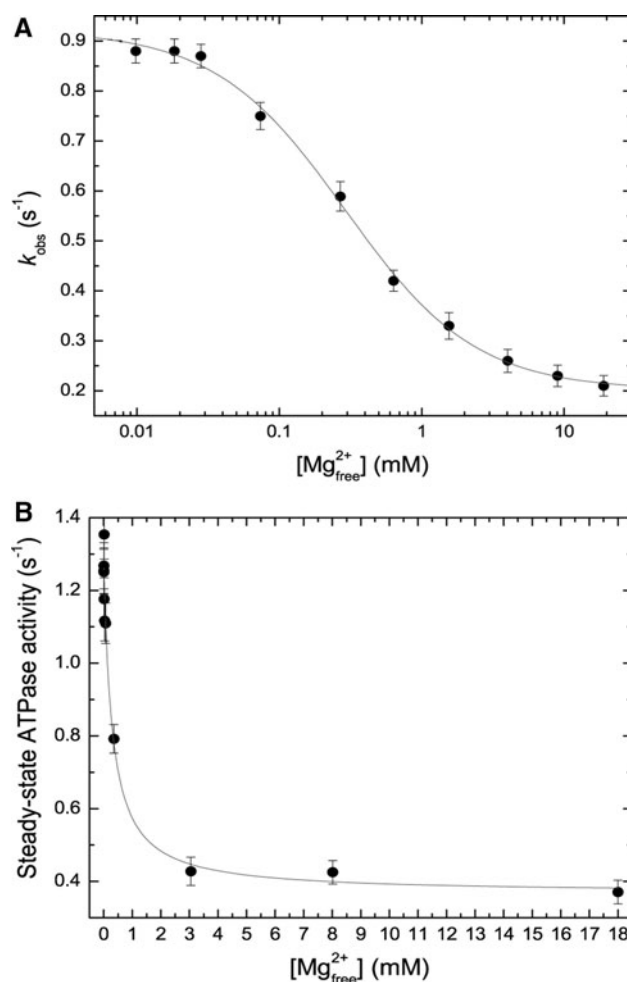 A
0.9
0.8
0.7
0.6
0.5
0.4
0.3
0.2
k_obs (s⁻¹)
0.01 0.1 1 10
[Mg²⁺_free] (mM)
B
1.4
1.2
1.0
0.8
0.6
0.4
Steady-state ATPase activity (s⁻¹)
0 1 2 3 4 5 6 7 8 9 10 11 12 13 14 15 16 17 18
[Mg²⁺_free] (mM)